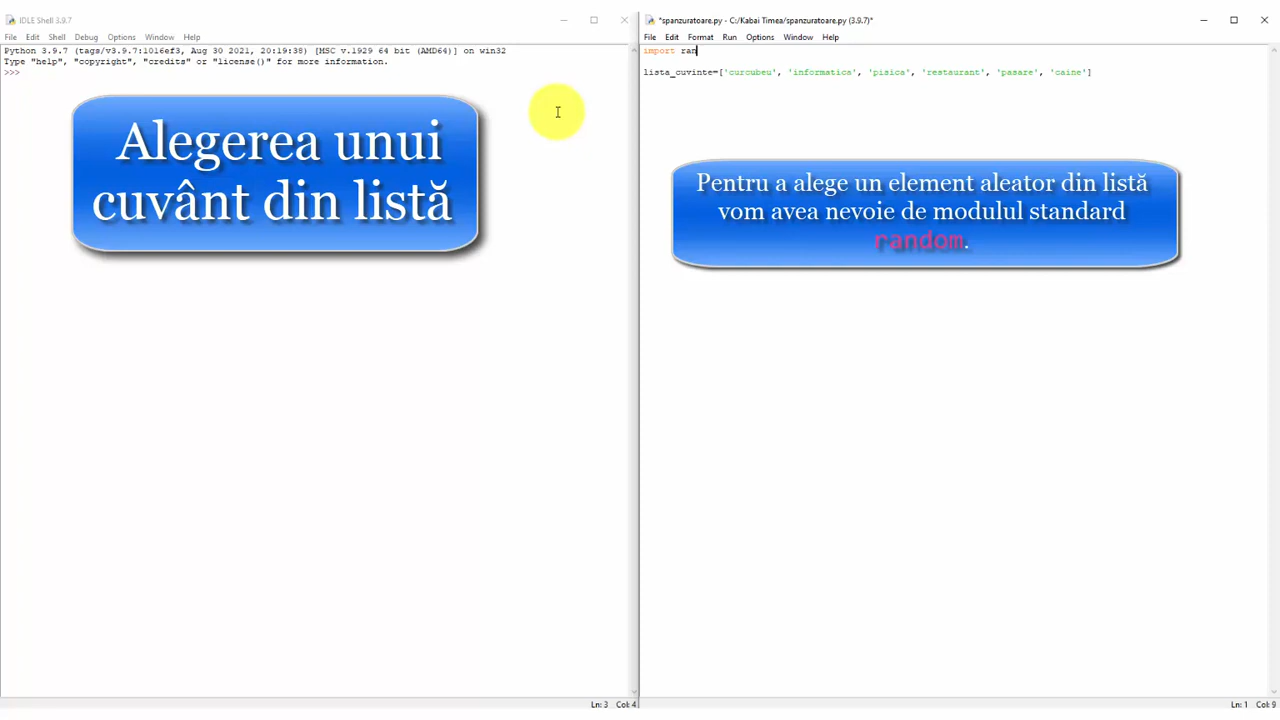 IDLE Shell 3.9.7
File Edit Shell Debug Options Window Help
Python 3.9.7 (tags/v3.9.7:1016ef3, Aug 30 2021, 20:19:38) [MSC v.1929 64 bit (AMD64)] on win32
Type "help", "copyright", "credits" or "license()" for more information.
>>>
Alegerea unui
cuvânt din listă
Ln: 3 Col: 4
*spanzuratoare.py - C:/Kabai Timea/spanzuratoare.py (3.9.7)*
File Edit Format Run Options Window Help
import ran
lista_cuvinte=['curcubeu', 'informatica', 'pisica', 'restaurant', 'pasare', 'caine']
Pentru a alege un element aleator din listă
vom avea nevoie de modulul standard
random.
Ln: 1 Col: 9